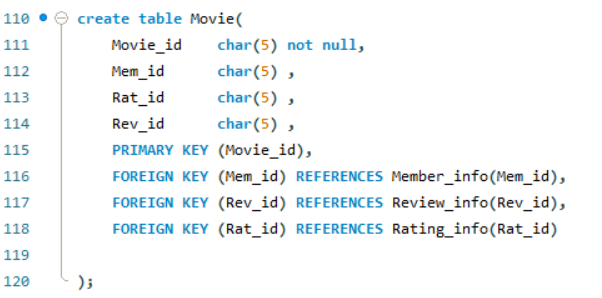 110 create table Movie(
111 Movie_id char(5) not null,
112 Mem_id char(5) ,
113 Rat_id char(5) ,
114 Rev_id char(5) ,
115 PRIMARY KEY (Movie_id),
116 FOREIGN KEY (Mem_id) REFERENCES Member_info(Mem_id),
117 FOREIGN KEY (Rev_id) REFERENCES Review_info(Rev_id),
118 FOREIGN KEY (Rat_id) REFERENCES Rating_info(Rat_id)
119
120 );